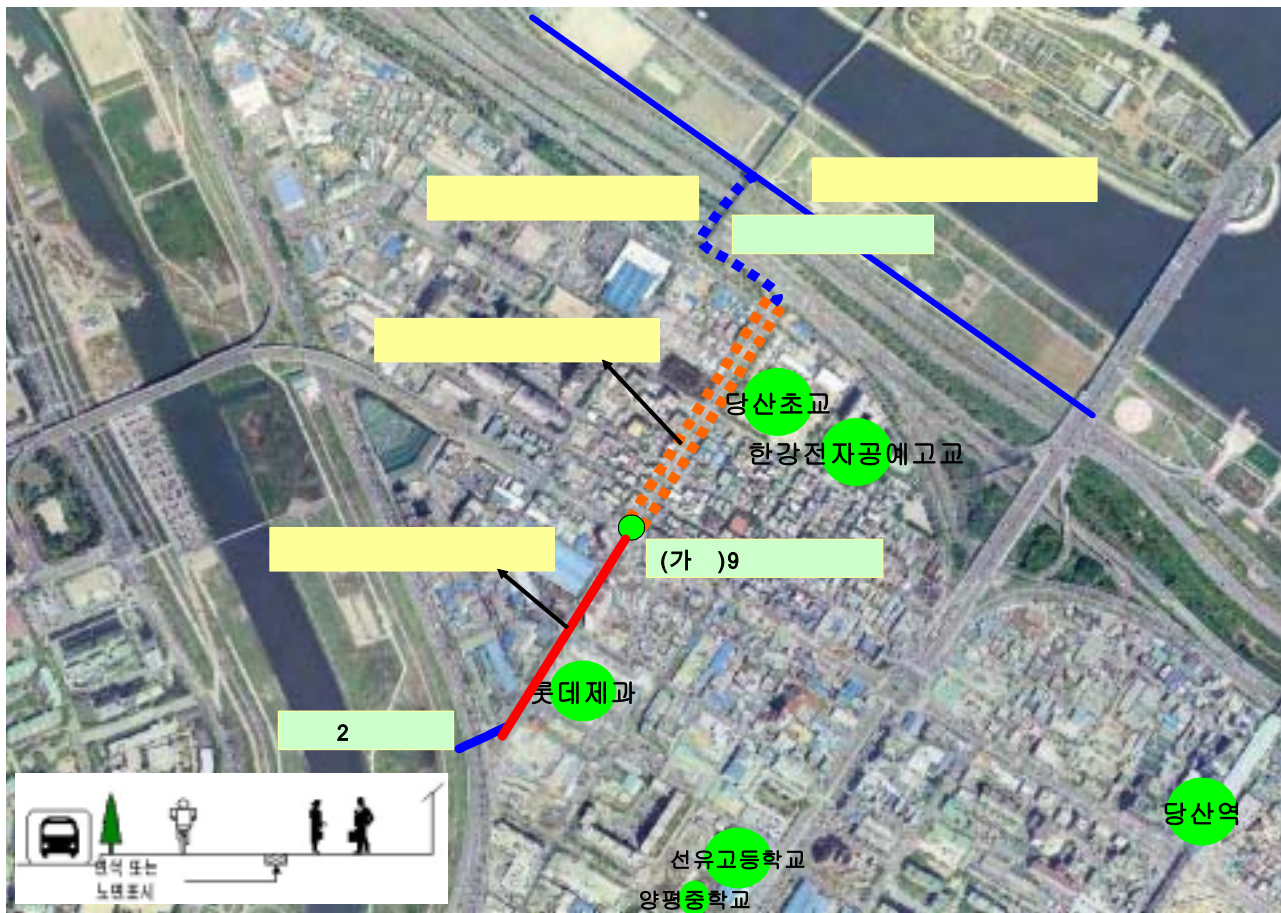 당산초교
한강전자공예고교
(가 )9
롯데제과
2
당산역
연석 또는
노면표시
선유고등학교
양평중학교